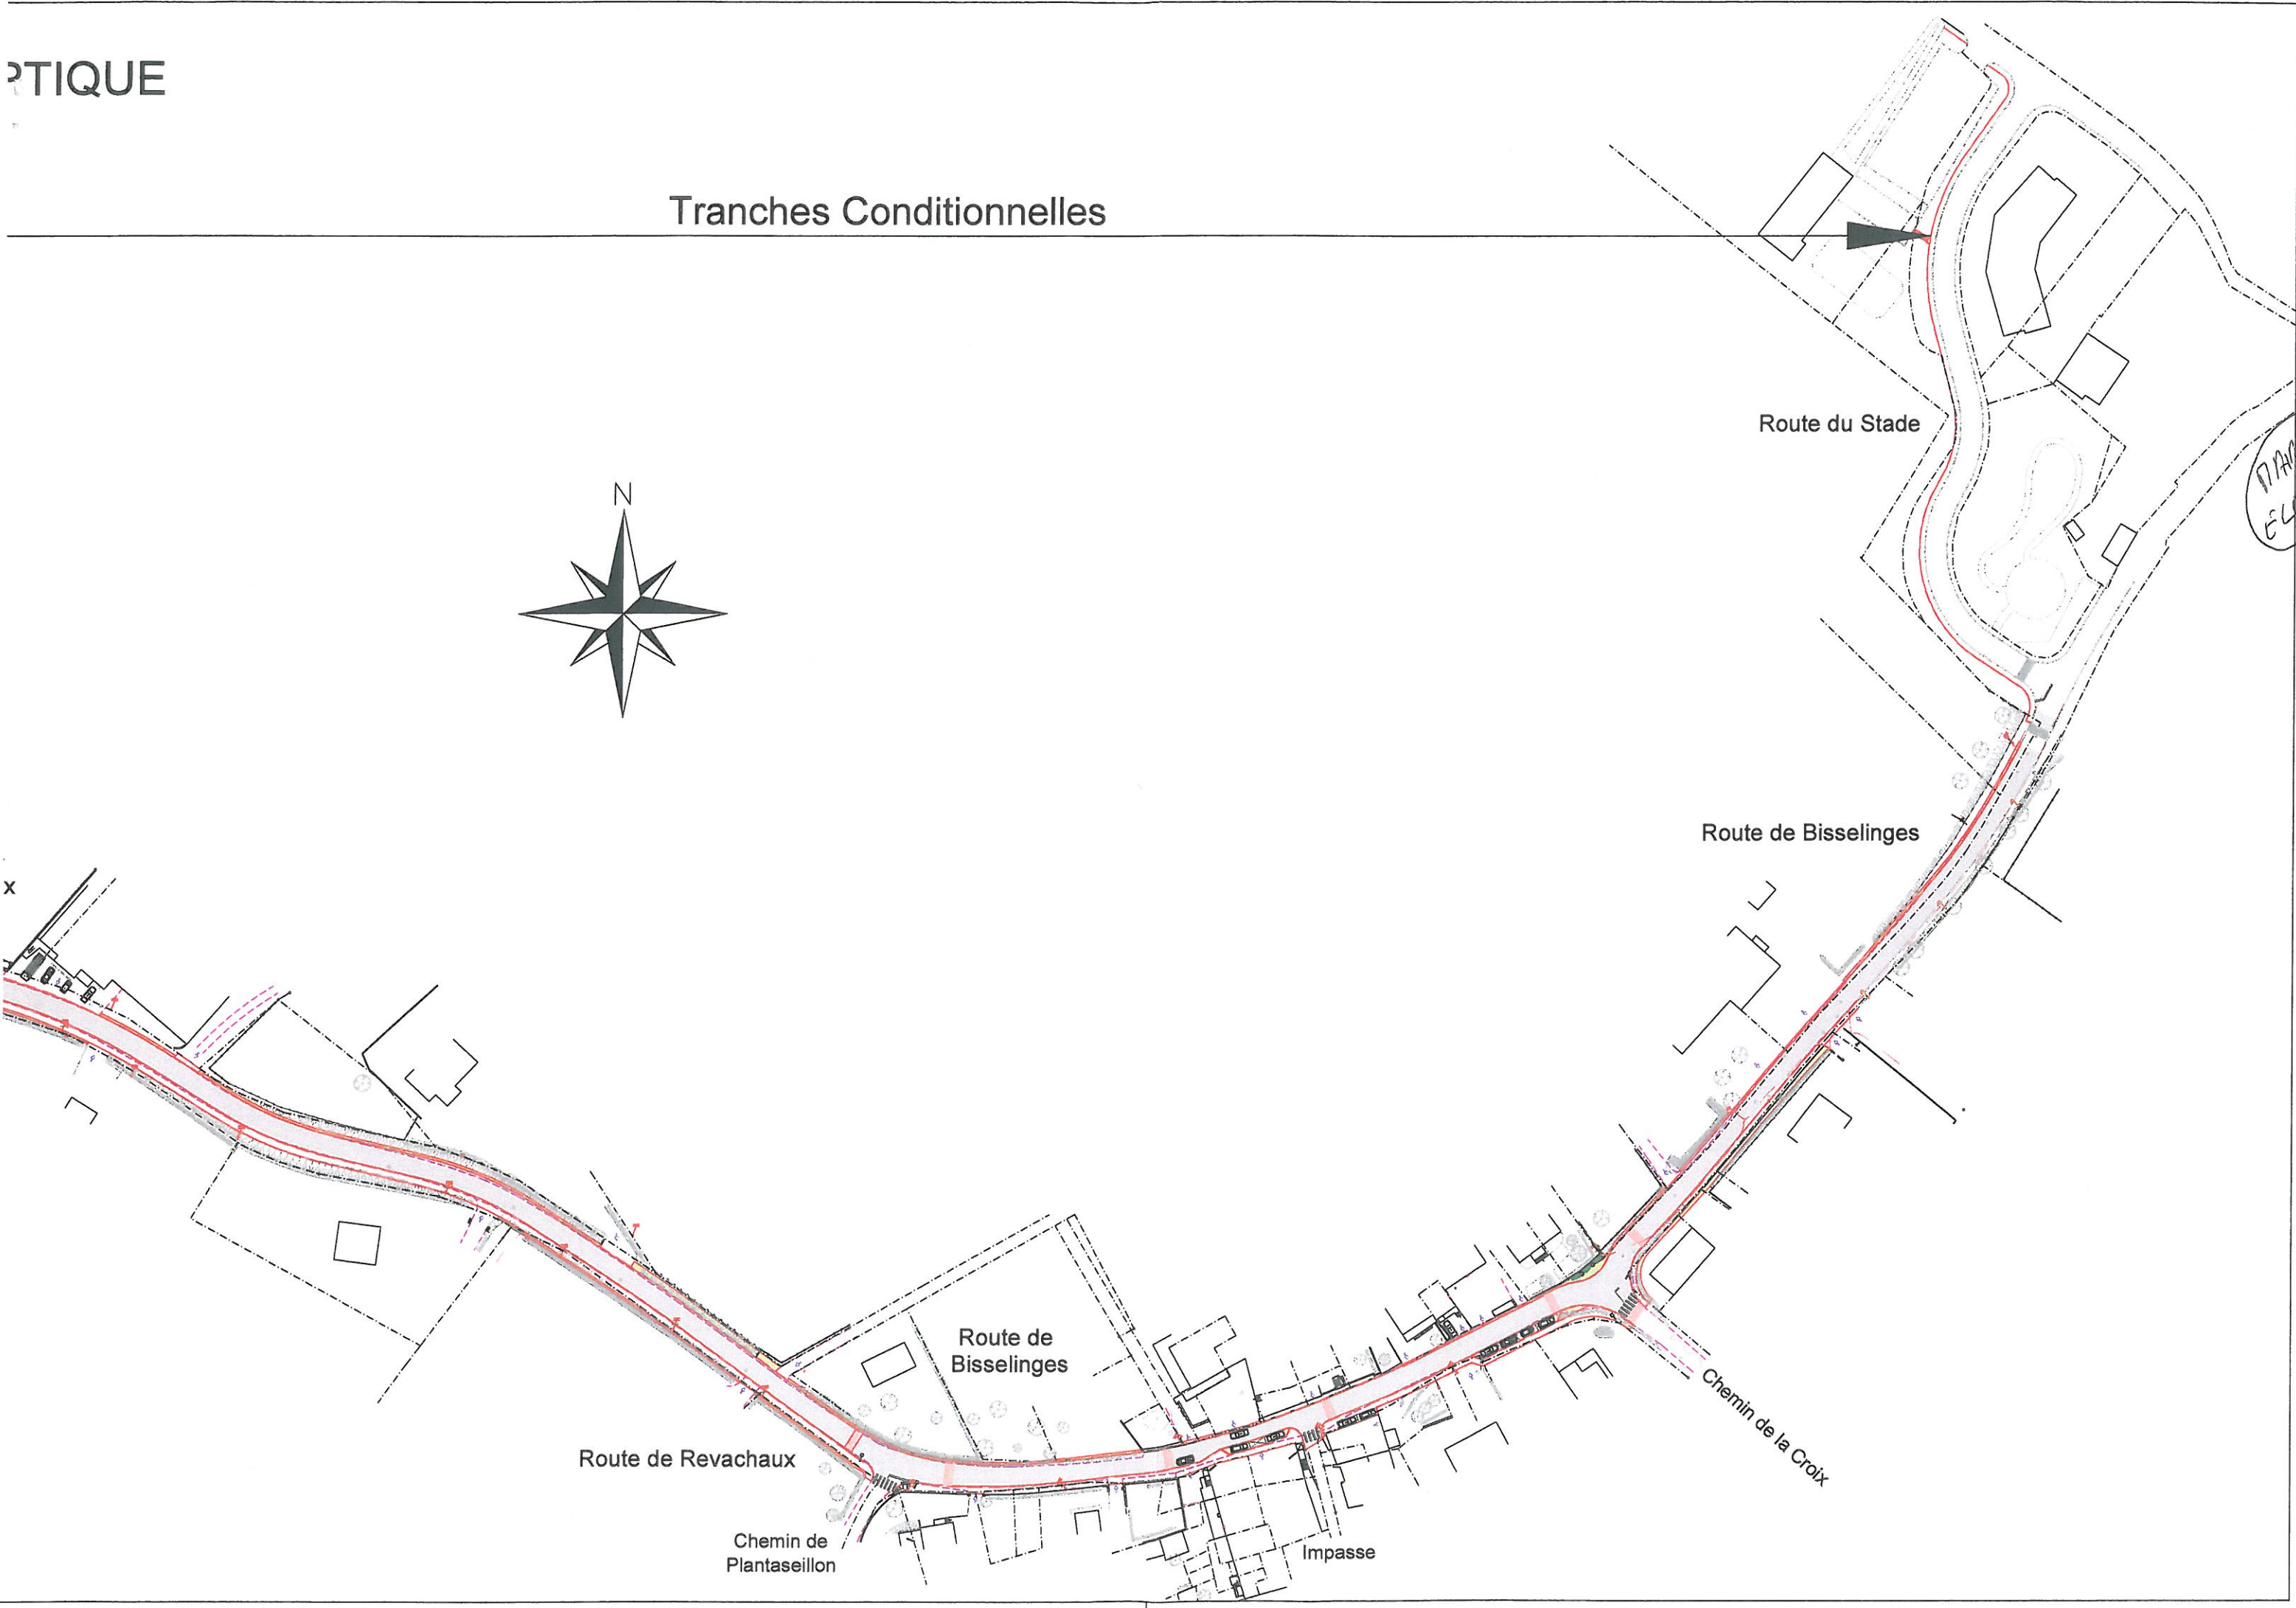 PTIQUE
Tranches Conditionnelles
Route du Stade
N
Route de Bisselinges
x
Route de
Bisselinges
Route de Revachaux
Chemin de la Croix
Chemin de
Plantaseillon
Impasse